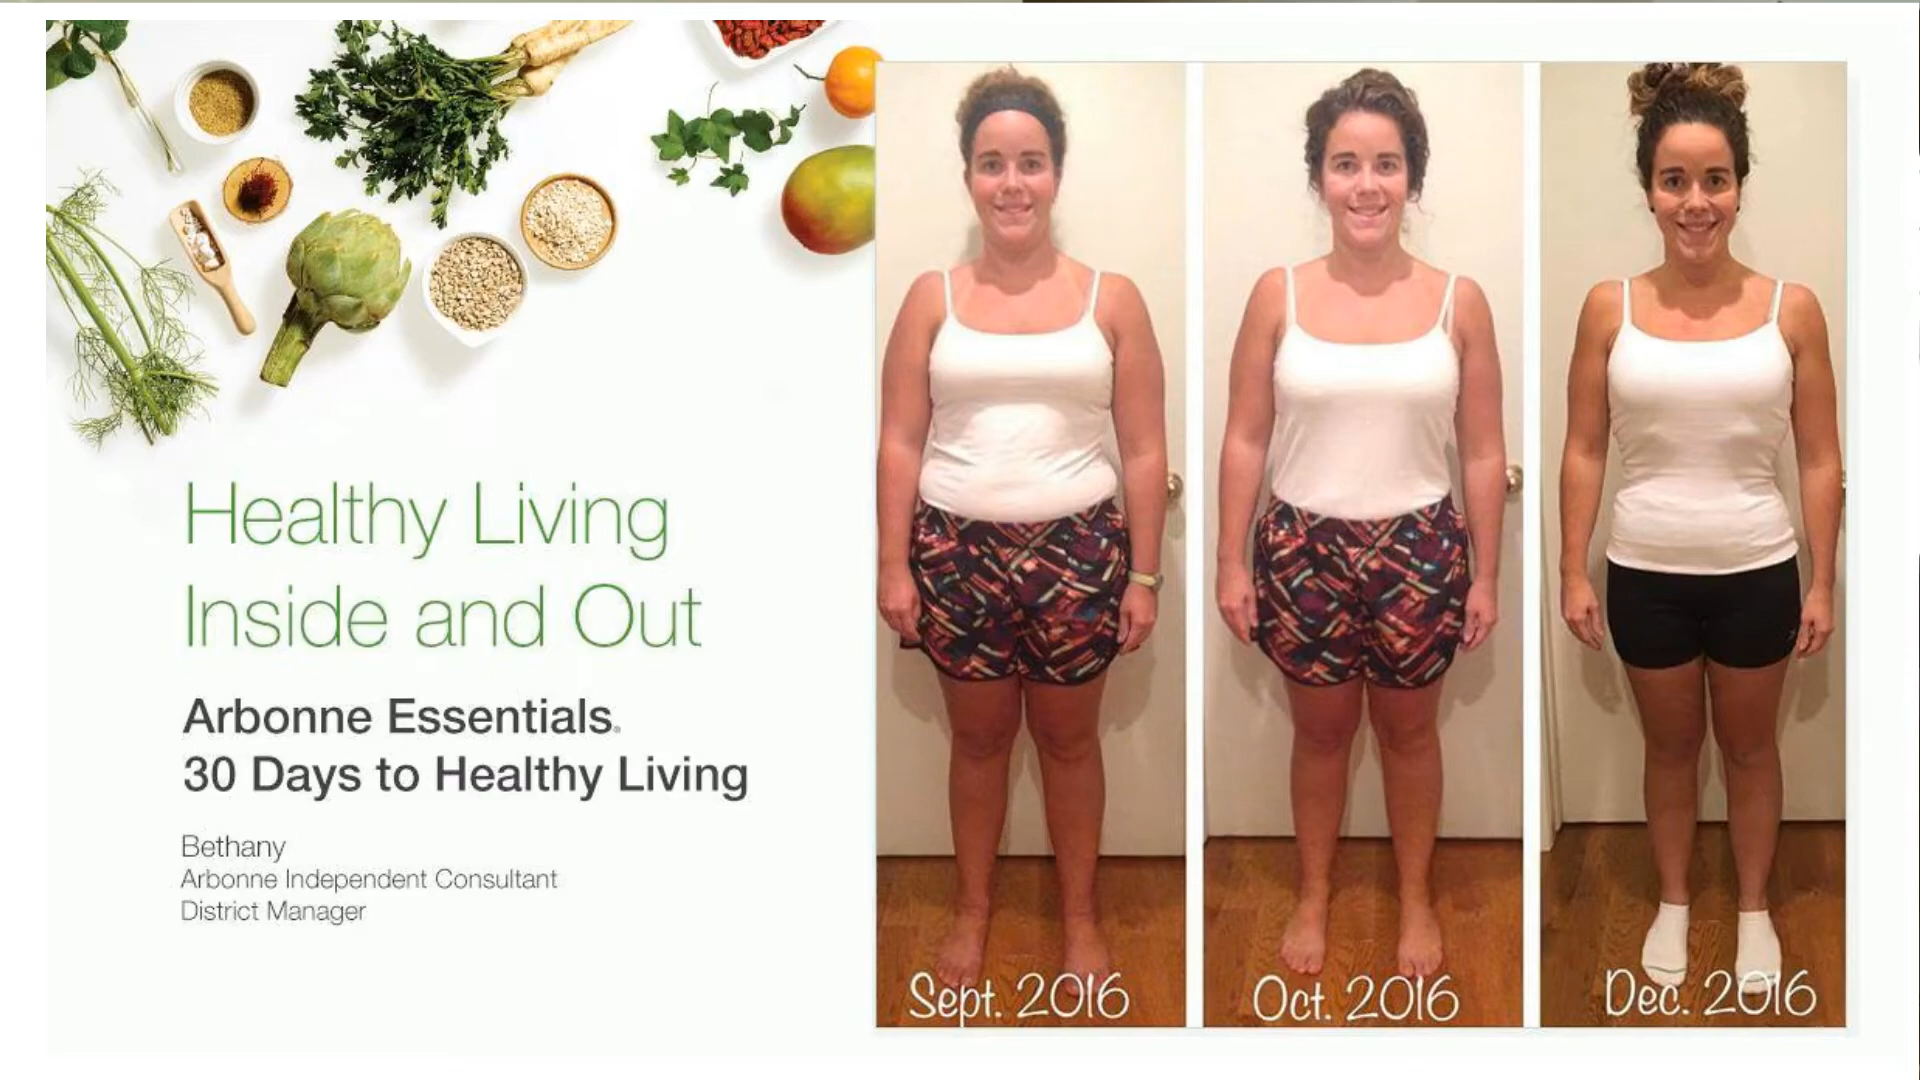 Healthy Living
Inside and Out
Arbonne Essentials®
30 Days to Healthy Living
Bethany
Arbonne Independent Consultant
District Manager
Sept. 2016
Oct. 2016
Dec. 2016